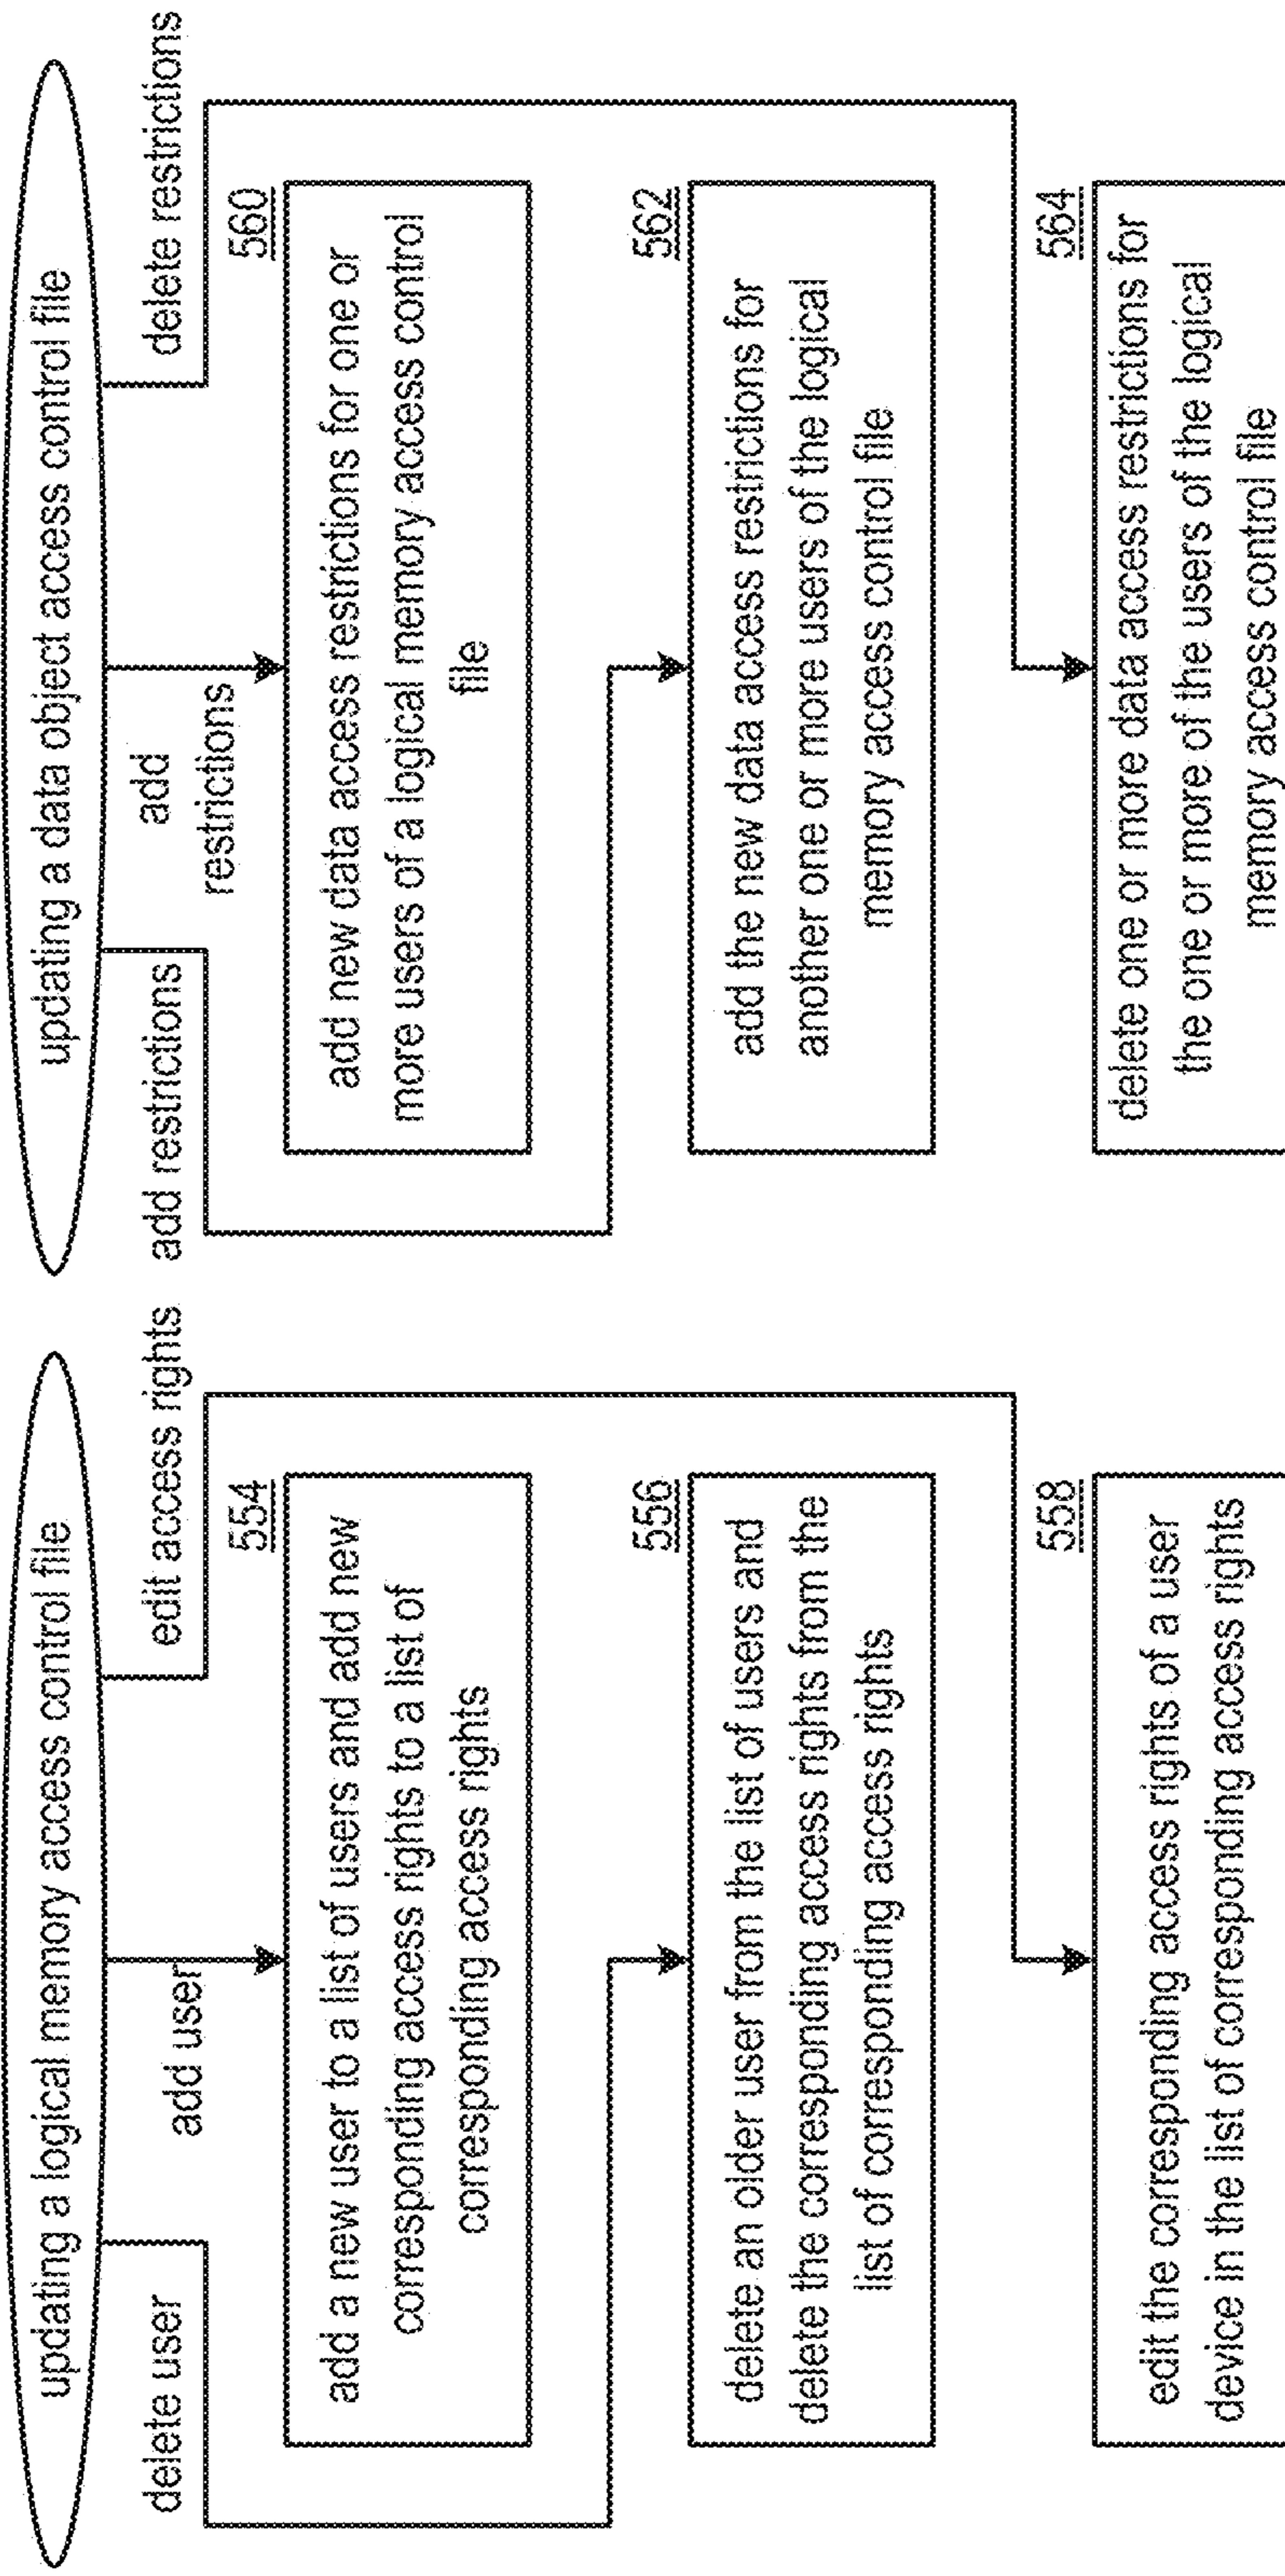 updating a logical memory access control file
delete user
add user
edit access rights
554
add a new user to a list of users and add new
corresponding access rights to a list of
corresponding access rights
556
delete an older user from the list of users and
delete the corresponding access rights from the
list of corresponding access rights
558
edit the corresponding access rights of a user
device in the list of corresponding access rights
updating a data object access control file
add restrictions
add
restrictions
delete restrictions
560
add new data access restrictions for one or
more users of a logical memory access control
file
562
add the new data access restrictions for
another one or more users of the logical
memory access control file
564
delete one or more data access restrictions for
the one or more of the users of the logical
memory access control file